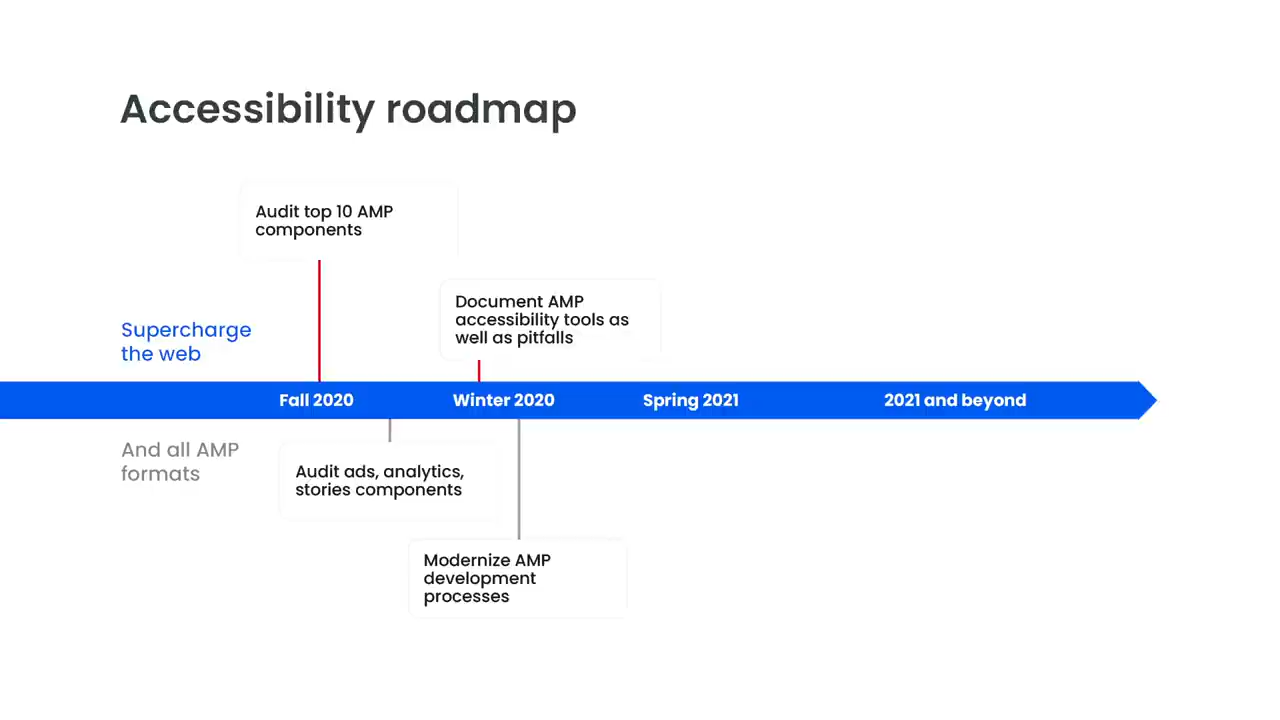 Accessibility roadmap
Audit top 10 AMP
components
Document AMP
accessibility tools as
well as pitfalls
Supercharge
the web
Fall 2020
Winter 2020
Spring 2021
2021 and beyond
And all AMP
formats
Audit ads, analytics,
stories components
Modernize AMP
development
processes